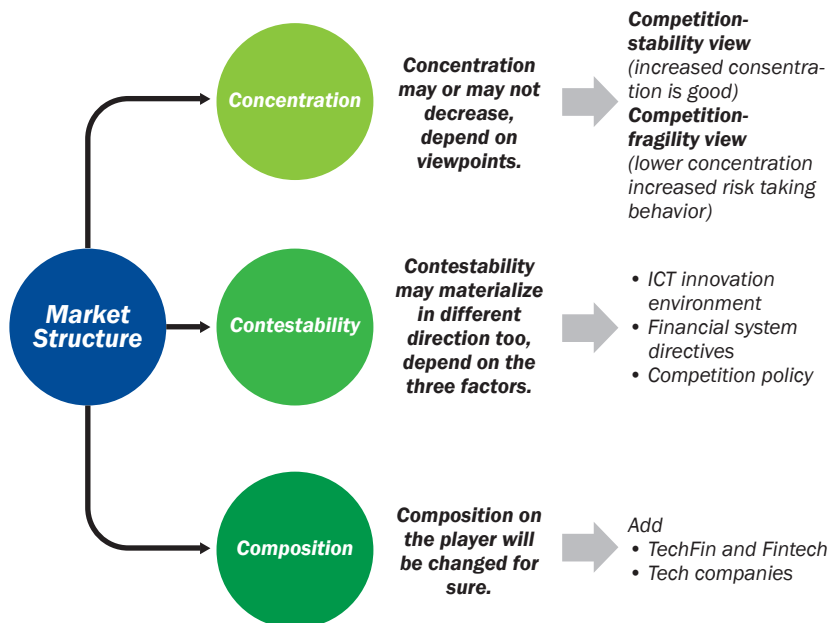 Market
Structure
Concentration
Concentration
may or may not
decrease,
depend on
viewpoints.
Competition-
stability view
(increased consentra-
tion is good)
Competition-
fragility view
(lower concentration
increased risk taking
behavior)
Contestability
Contestability
may materialize
in different
direction too,
depend on the
three factors.
• ICT innovation
environment
• Financial system
directives
• Competition policy
Composition
Composition on
the player will
be changed for
sure.
Add
• TechFin and Fintech
• Tech companies